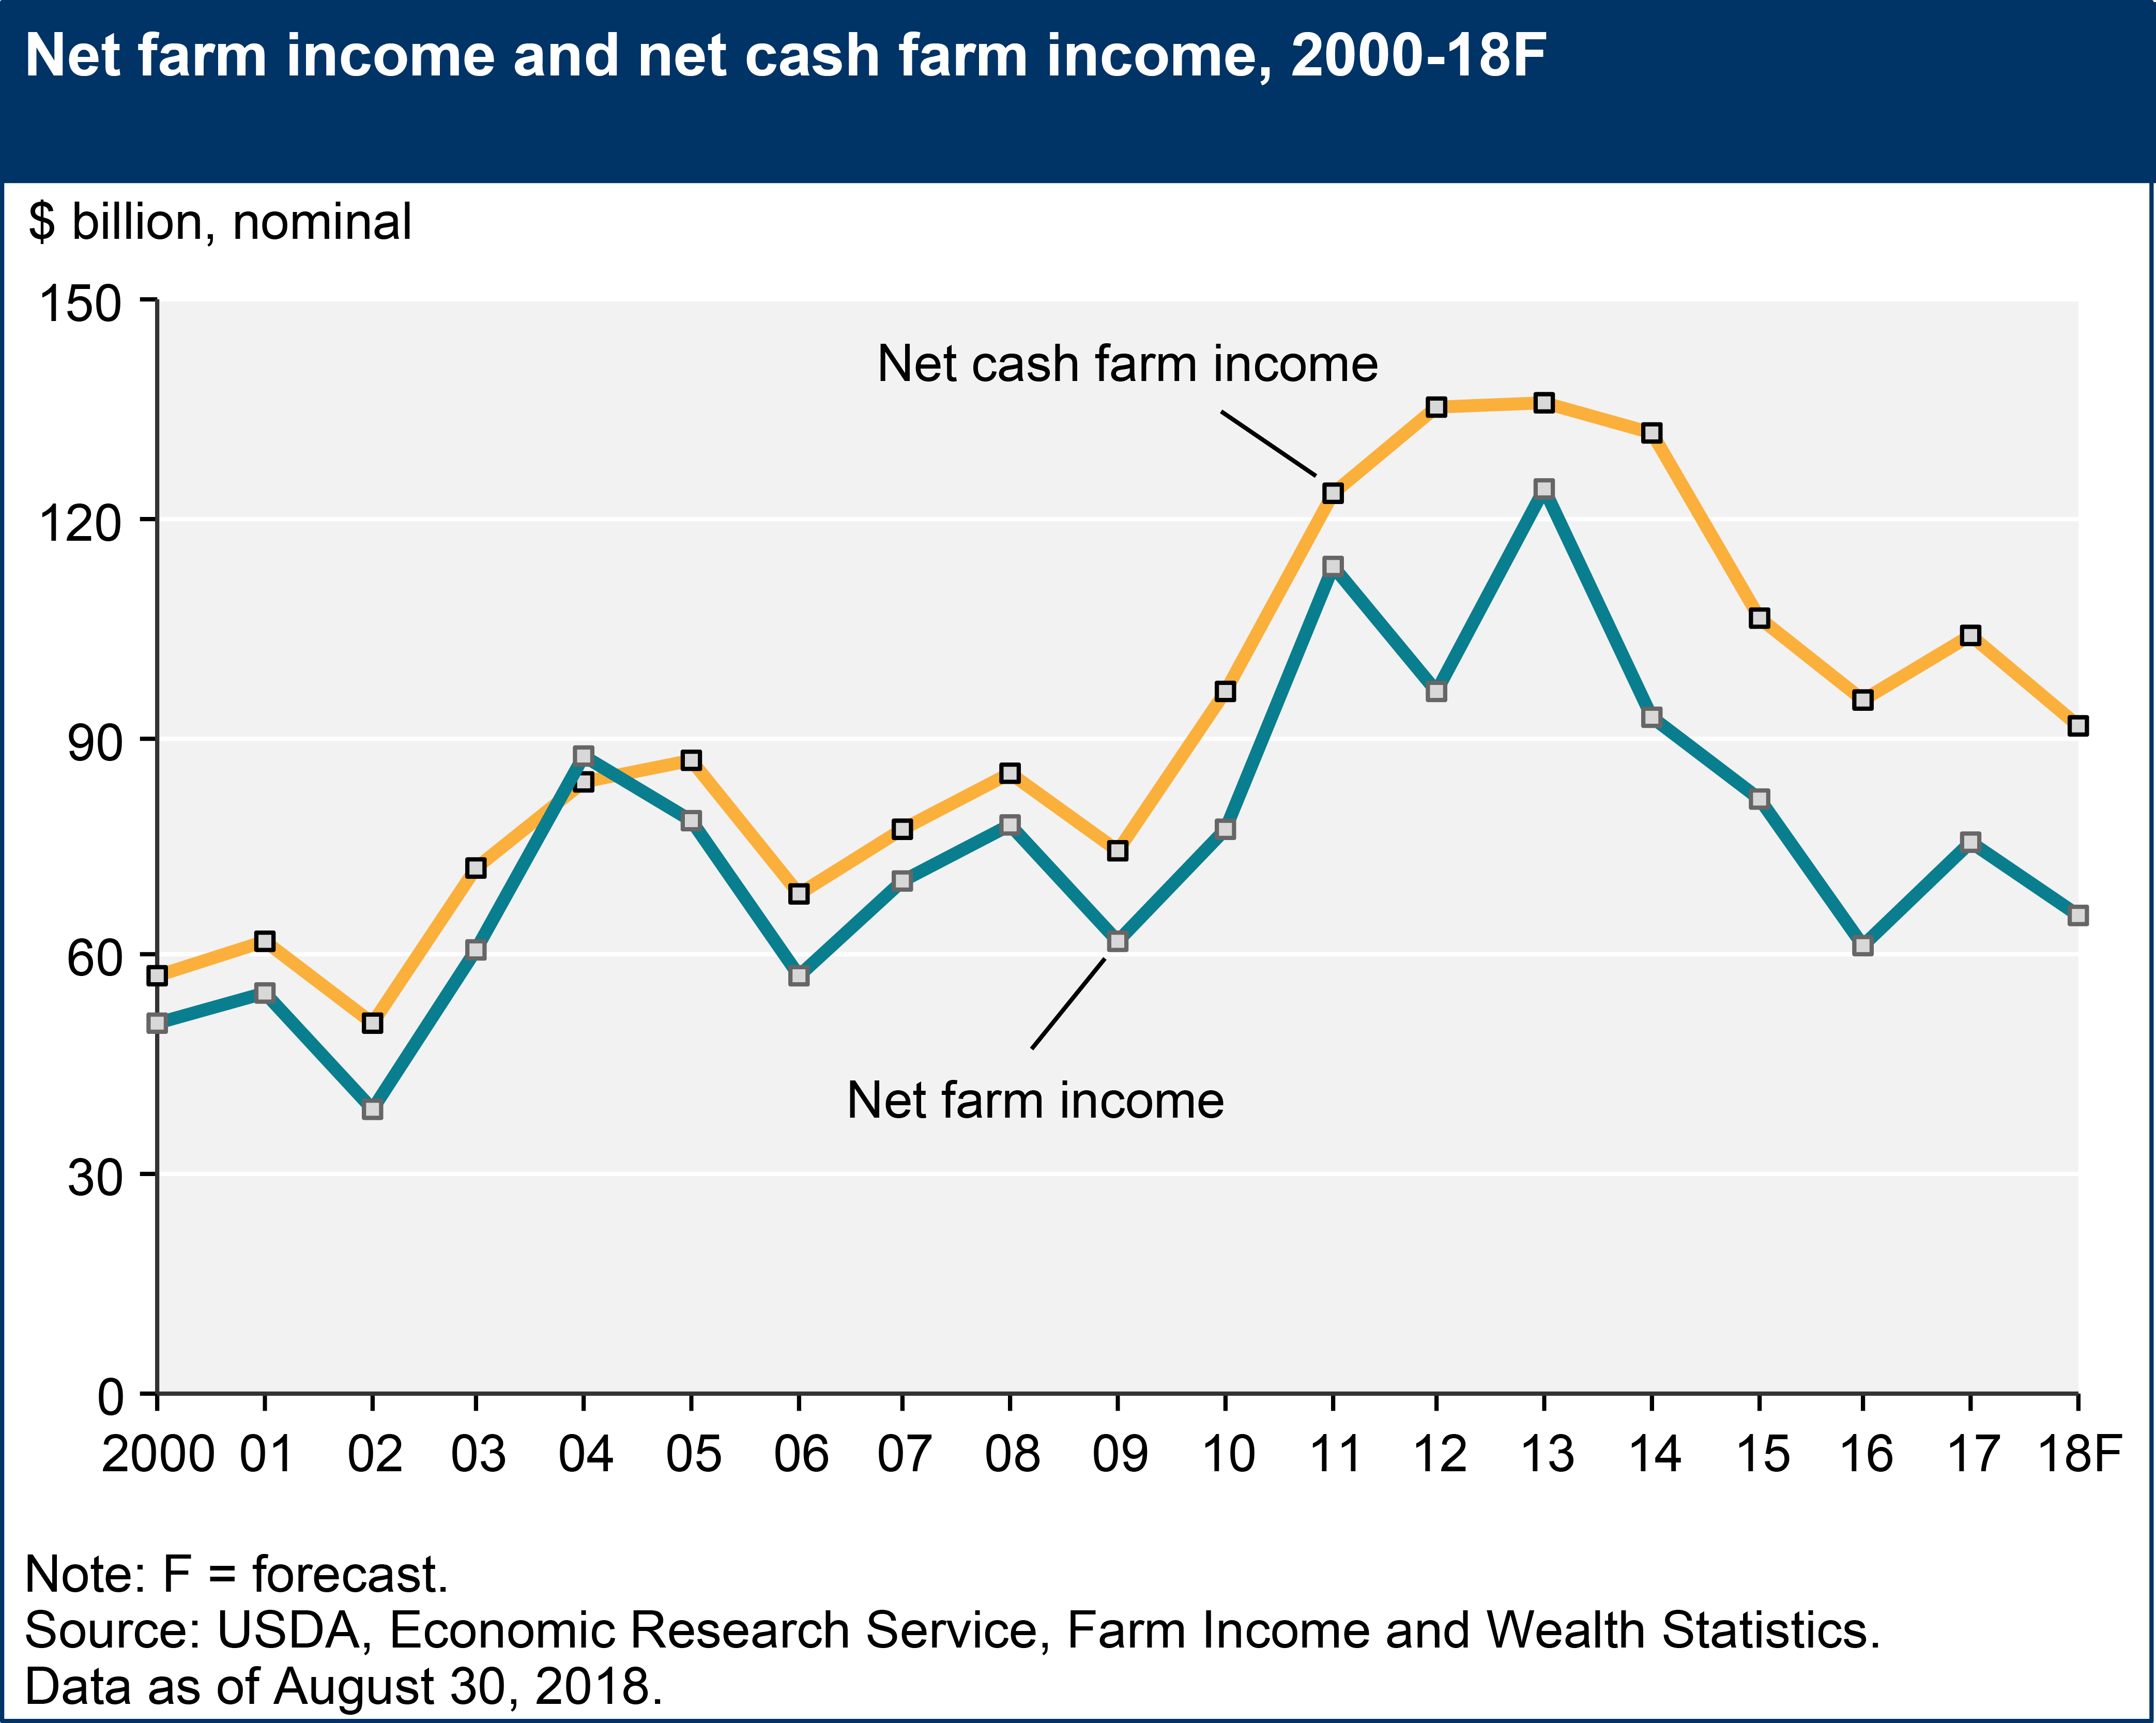 Net farm income and net cash farm income, 2000-18F
$ billion, nominal
150
Net cash farm income
120
90
60
Net farm income
30
0
2000 01 02 03 04 05 06 07 08 09 10 11 12 13 14 15 16 17 18F
Note: F = forecast.
Source: USDA, Economic Research Service, Farm Income and Wealth Statistics.
Data as of August 30, 2018.